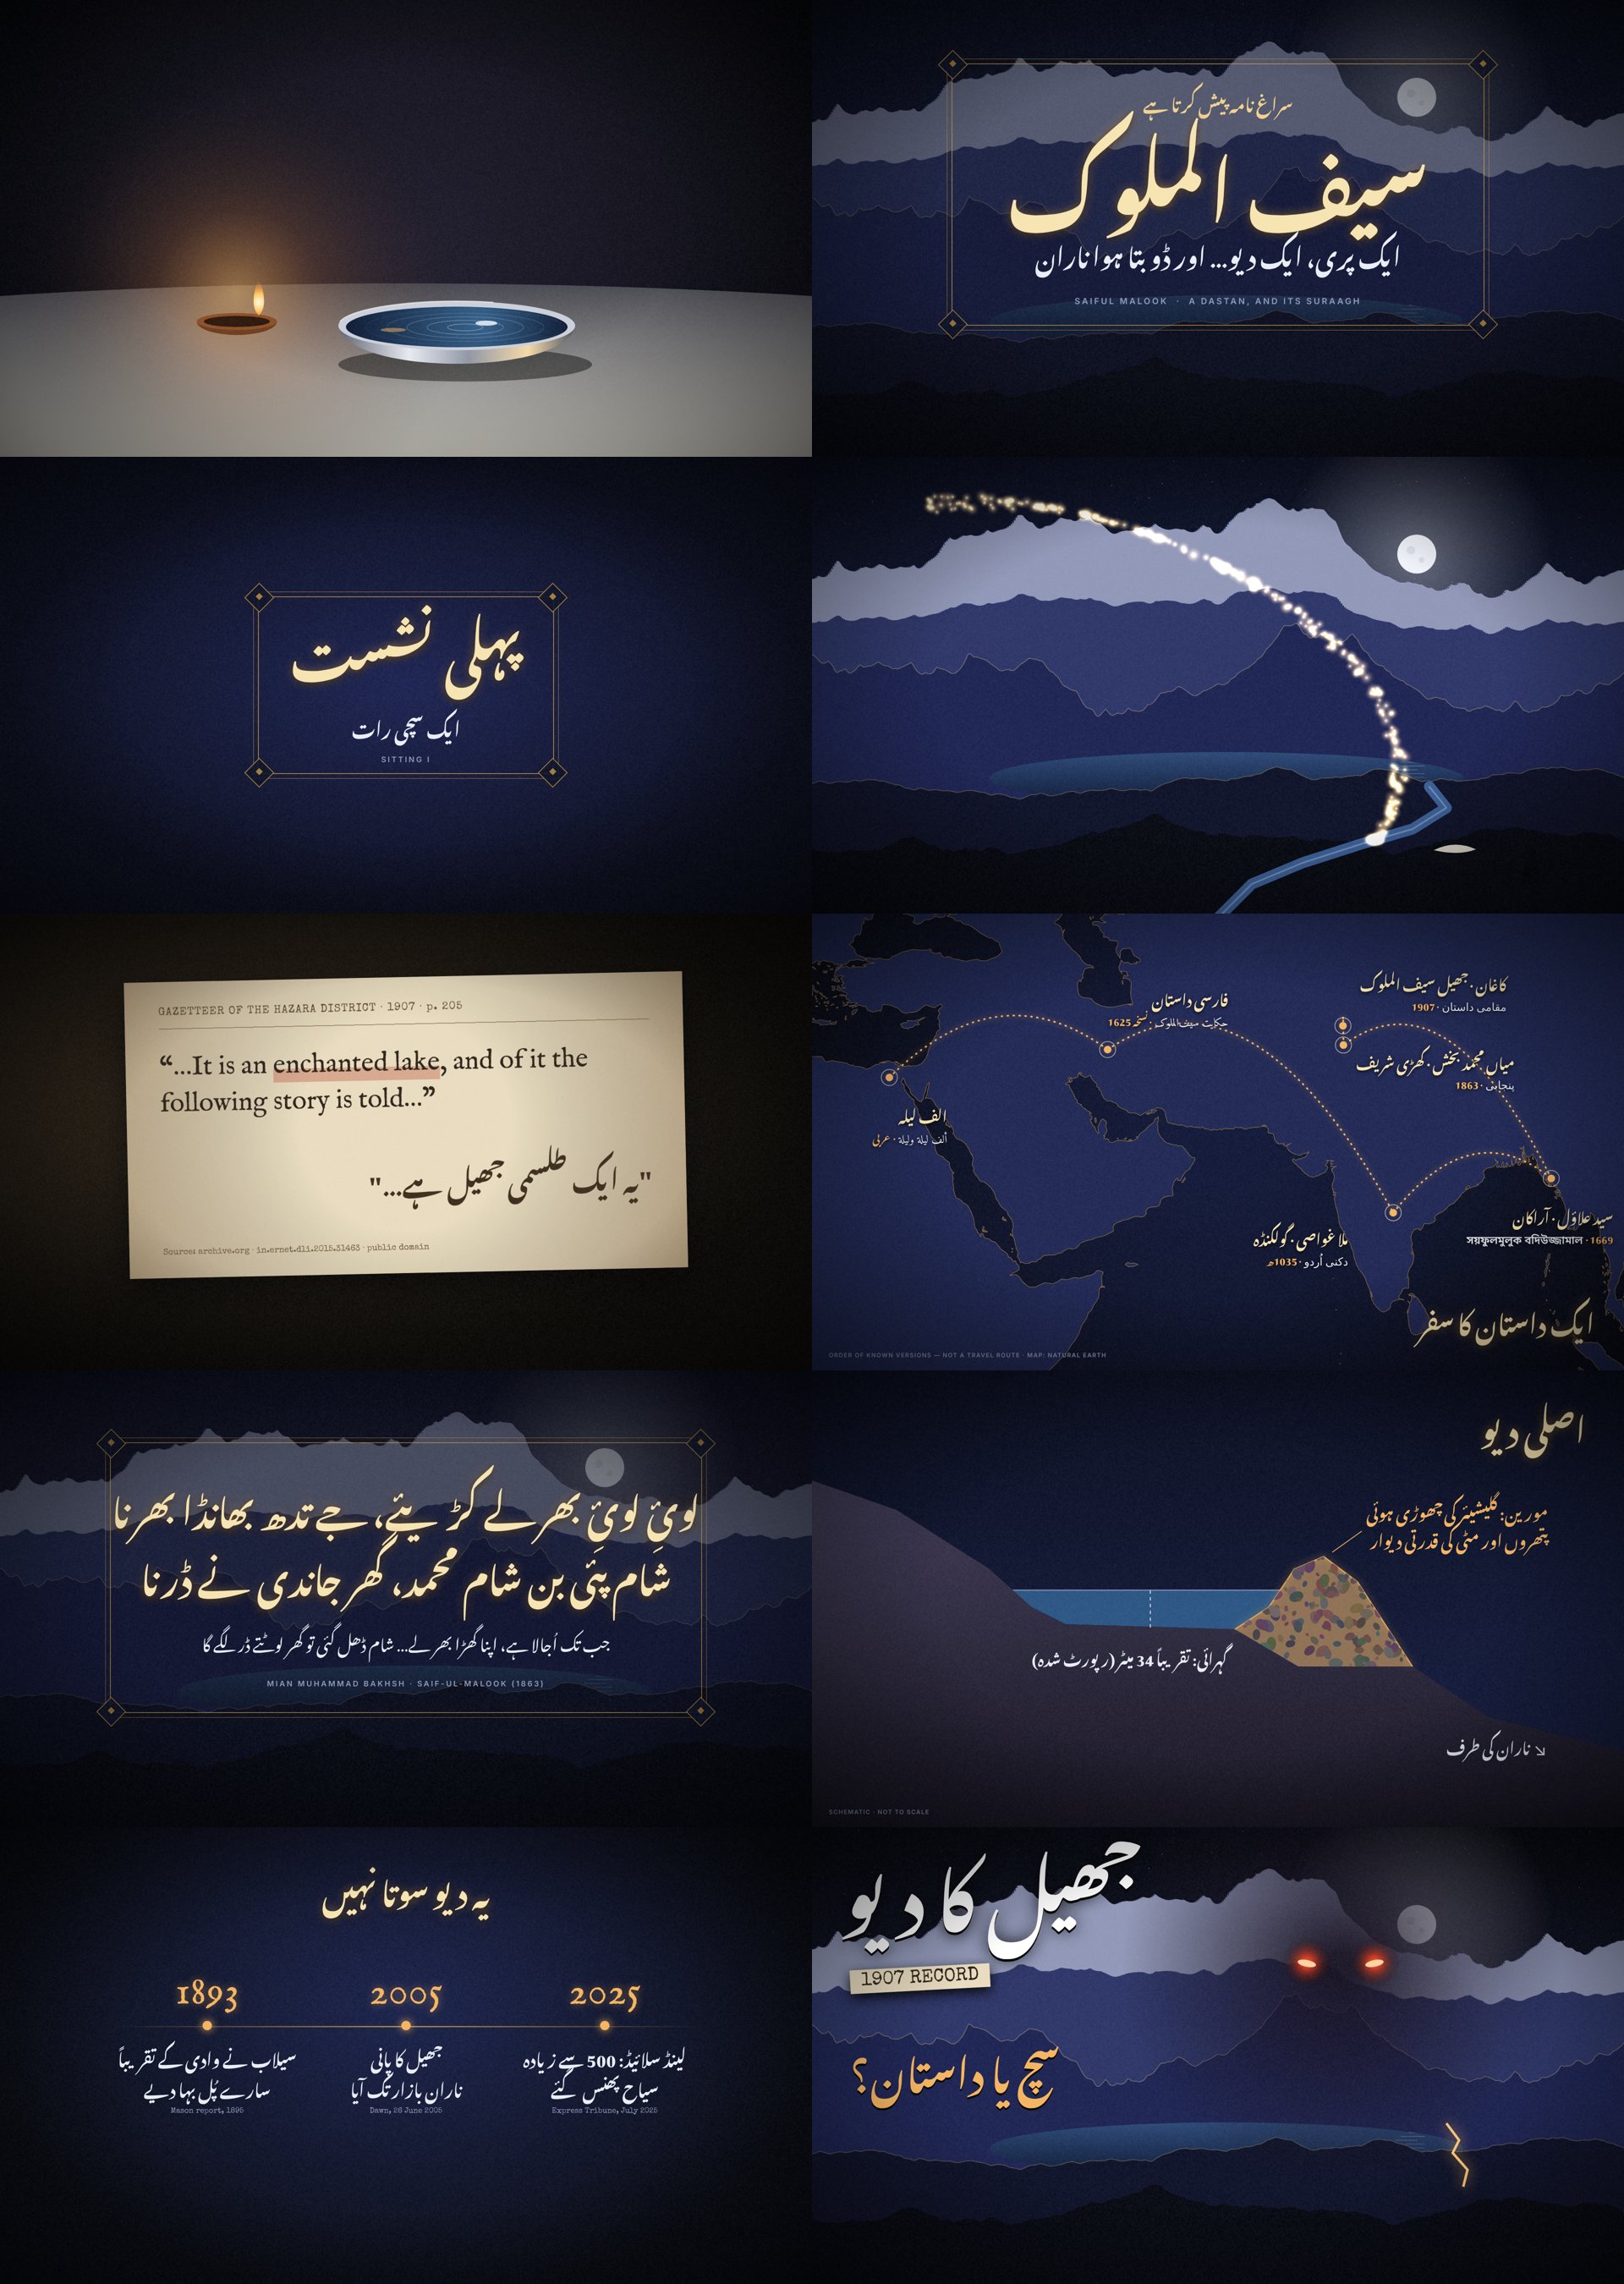 سراغ نامہ پیش کرتا ہے
سیف الملوک
ایک پری، ایک دیو... اور ڈوبتا ہوا ناران
SAIFUL MALOOK · A DASTAN, AND ITS SURAAGH
پہلی نشست
ایک سچی رات
SITTING I
GAZETTEER OF THE HAZARA DISTRICT · 1907 · p. 205
“...It is an enchanted lake, and of it the
following story is told...”
"یہ ایک طلسمی جھیل ہے..."
Source: archive.org · in.ernet.dli.2015.31463 · public domain
کاغان · جھیل سیف الملوک
مقامی داستان · 1907
فارسی داستان
حکایت سیف‌الملوک · نسخہ 1625
میاں محمد بخش · کھڑی شریف
پنجابی · 1863
الف لیلہ
ألف ليلة وليلة · عربی
سید علاؤل · آراکان
সয়ফুলমুলুক বদিউজ্জামাল · 1669
ملا غواصی · گولکنڈہ
دکنی اُردو · 1035ھ
ایک داستان کا سفر
ORDER OF KNOWN VERSIONS — NOT A TRAVEL ROUTE · MAP: NATURAL EARTH
لوئِ لوئِ بھر لے کڑیئے، جے تدھ بھانڈا بھرنا
شام پئی بن شام محمد، گھر جاندی نے ڈرنا
جب تک اُجالا ہے، اپنا گھڑا بھر لے... شام ڈھل گئی تو گھر لوٹتے ڈر لگے گا
MIAN MUHAMMAD BAKHSH · SAIF-UL-MALOOK (1863)
اصلی دیو
مورین: گلیشیئر کی چھوڑی ہوئی
پتھروں اور مٹی کی قدرتی دیوار
گہرائی: تقریباً 34 میٹر (رپورٹ شدہ)
ناران کی طرف ↘
SCHEMATIC · NOT TO SCALE
یہ دیو سوتا نہیں
1893
سیلاب نے وادی کے تقریباً
سارے پُل بہا دیے
Mason report, 1895
2005
جھیل کا پانی
ناران بازار تک آیا
Dawn, 26 June 2005
2025
لینڈ سلائیڈ: 500 سے زیادہ
سیاح پھنس گئے
Express Tribune, July 2025
جھیل کا دیو
1907 RECORD
سچ یا داستان؟